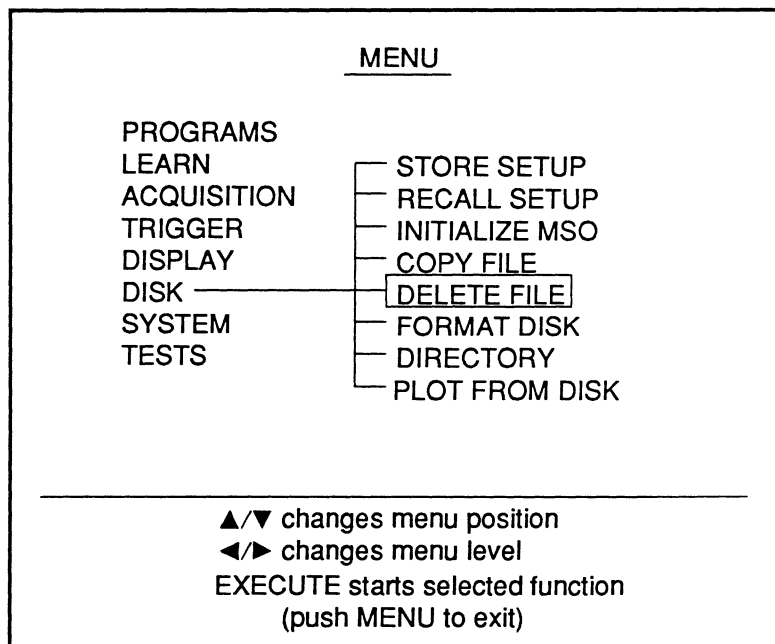 MENU
PROGRAMS
LEARN
ACQUISITION
TRIGGER
DISPLAY
DISK
SYSTEM
TESTS
STORE SETUP
RECALL SETUP
INITIALIZE MSO
COPY FILE
DELETE FILE
FORMAT DISK
DIRECTORY
PLOT FROM DISK
▲/▼ changes menu position
◄/► changes menu level
EXECUTE starts selected function
(push MENU to exit)